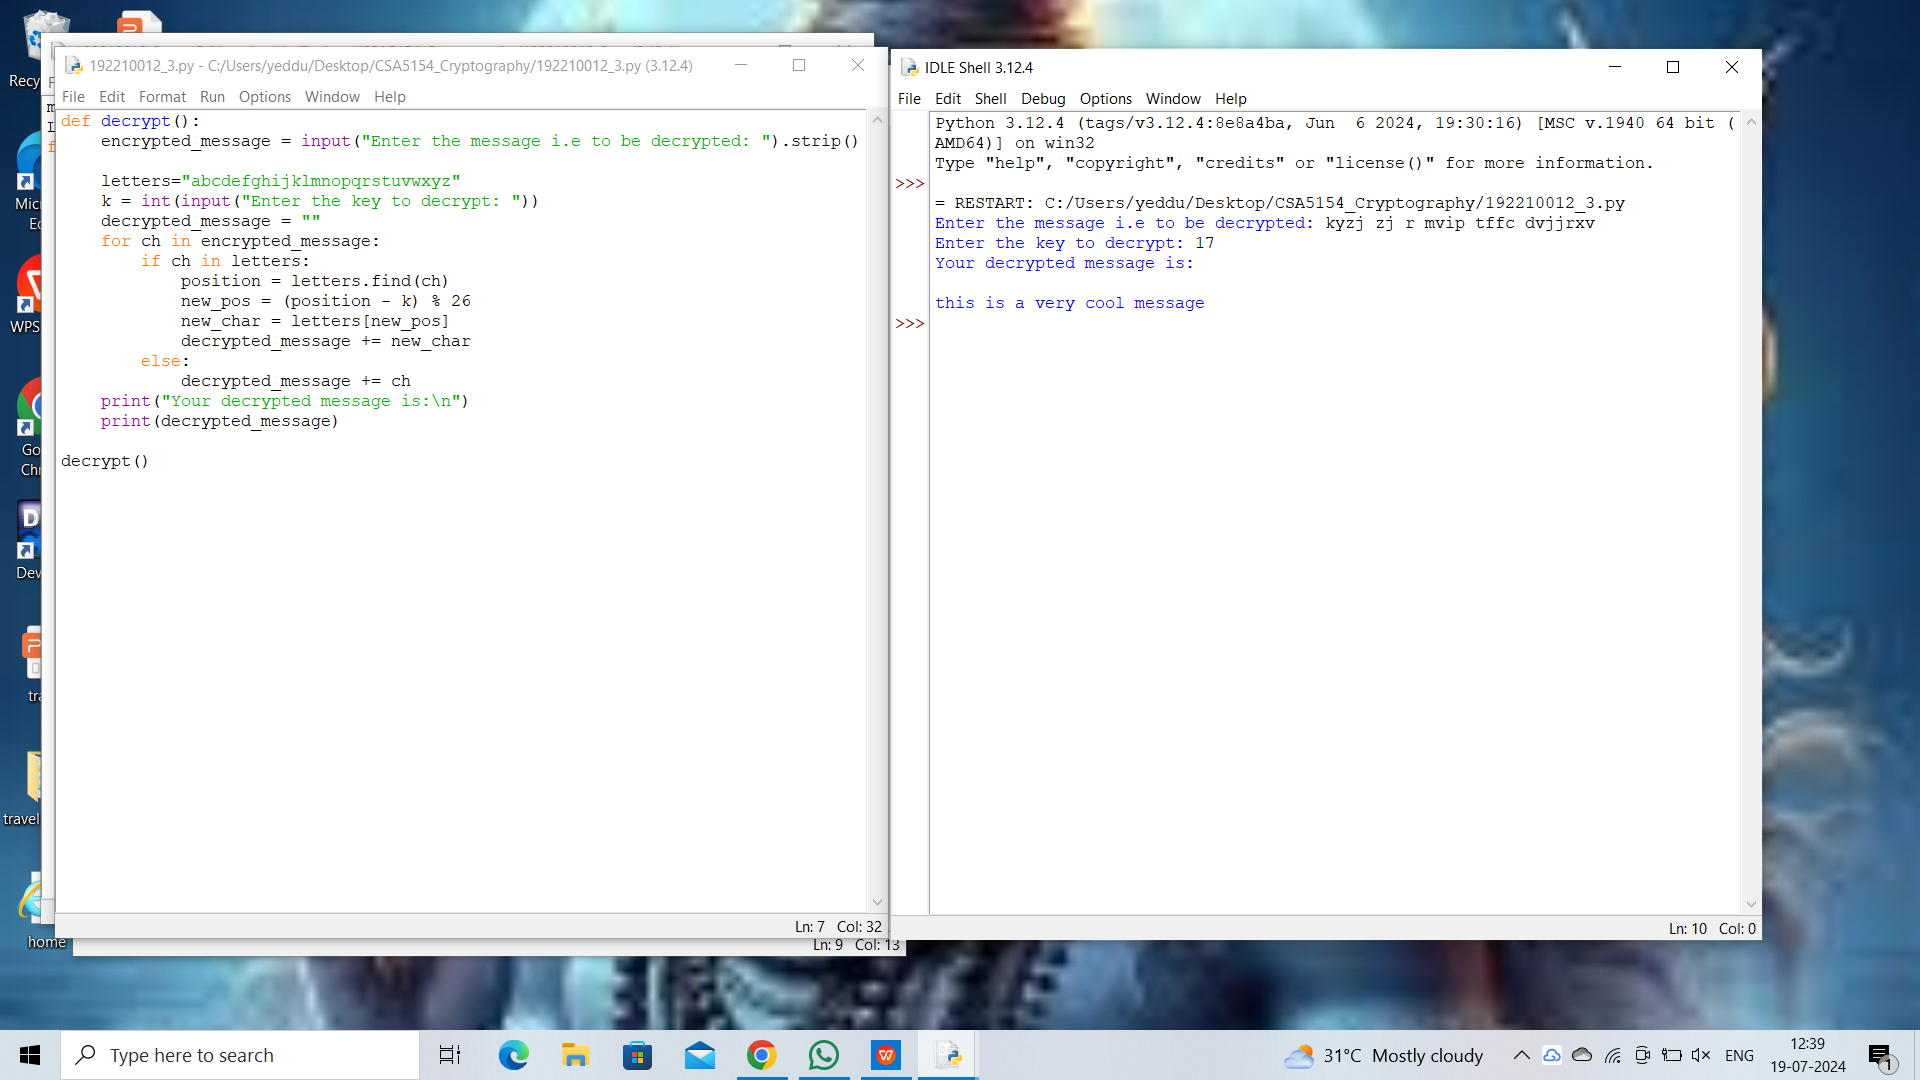 Recy
Mic
Ec
WPS
Go
Chr
Dev
tra
travel
home
192210012_3.py - C:/Users/yeddu/Desktop/CSA5154_Cryptography/192210012_3.py (3.12.4)
File Edit Format Run Options Window Help
def decrypt():
    encrypted_message = input("Enter the message i.e to be decrypted: ").strip()
    letters="abcdefghijklmnopqrstuvwxyz"
    k = int(input("Enter the key to decrypt: "))
    decrypted_message = ""
    for ch in encrypted_message:
        if ch in letters:
            position = letters.find(ch)
            new_pos = (position - k) % 26
            new_char = letters[new_pos]
            decrypted_message += new_char
        else:
            decrypted_message += ch
    print("Your decrypted message is:\n")
    print(decrypted_message)
decrypt()
Ln: 7 Col: 32
Ln: 9 Col: 13
IDLE Shell 3.12.4
File Edit Shell Debug Options Window Help
Python 3.12.4 (tags/v3.12.4:8e8a4ba, Jun  6 2024, 19:30:16) [MSC v.1940 64 bit (
AMD64)] on win32
Type "help", "copyright", "credits" or "license()" for more information.
>>>
= RESTART: C:/Users/yeddu/Desktop/CSA5154_Cryptography/192210012_3.py
Enter the message i.e to be decrypted: kyzj zj r mvip tffc dvjjrxv
Enter the key to decrypt: 17
Your decrypted message is:
this is a very cool message
>>>
Ln: 10 Col: 0
Type here to search
31°C Mostly cloudy
ENG
12:39
19-07-2024
1